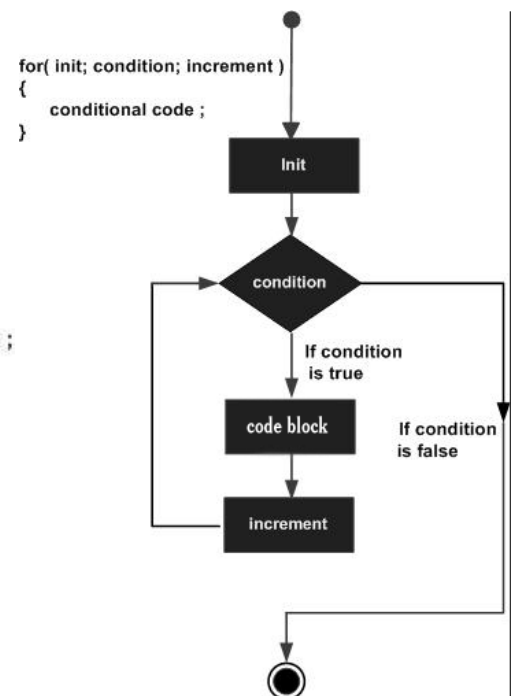 for( init; condition; increment )
{
conditional code ;
}
Init
condition
;
If condition
is true
code block
If condition
is false
increment